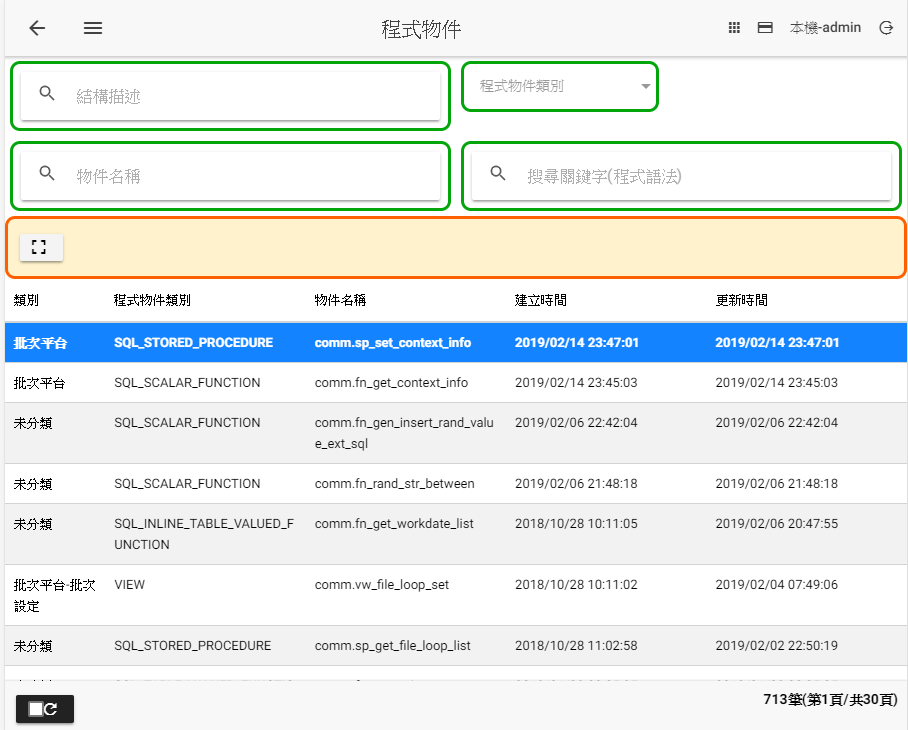 程式物件
本機-admin
結構描述
程式物件類別
物件名稱
搜尋關鍵字(程式語法)
類別 程式物件類別 物件名稱 建立時間 更新時間
批次平台 SQL_STORED_PROCEDURE comm.sp_set_context_info 2019/02/14 23:47:01 2019/02/14 23:47:01
批次平台 SQL_SCALAR_FUNCTION comm.fn_get_context_info 2019/02/14 23:45:03 2019/02/14 23:45:03
未分類 SQL_SCALAR_FUNCTION comm.fn_gen_insert_rand_valu 2019/02/06 22:42:04 2019/02/06 22:42:04
e_ext_sql
未分類 SQL_SCALAR_FUNCTION comm.fn_rand_str_between 2019/02/06 21:48:18 2019/02/06 21:48:18
未分類 SQL_INLINE_TABLE_VALUED_F comm.fn_get_workdate_list 2018/10/28 10:11:05 2019/02/06 20:47:55
UNCTION
批次平台-批次 VIEW comm.vw_file_loop_set 2018/10/28 10:11:02 2019/02/04 07:49:06
設定
未分類 SQL_STORED_PROCEDURE comm.sp_get_file_loop_list 2018/10/28 11:02:58 2019/02/02 22:50:19
713筆(第1頁/共30頁)